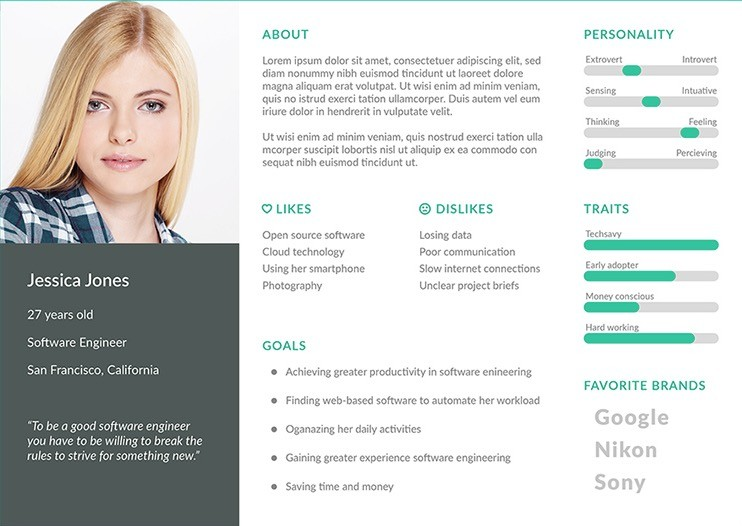 Jessica Jones
27 years old
Software Engineer
San Francisco, California
“To be a good software engineer
you have to be willing to break the
rules to strive for something new.”
ABOUT
Lorem ipsum dolor sit amet, consectetuer adipiscing elit, sed
diam nonummy nibh euismod tincidunt ut laoreet dolore
magna aliquam erat volutpat. Ut wisi enim ad minim veniam,
quis no istrud exerci tation ullamcorper. Duis autem vel eum
iriure dolor in hendrerit in vulputate velit.
Ut wisi enim ad minim veniam, quis nostrud exerci tation ulla
mcorper suscipit lobortis nisl ut aliquip ex ea commodo con
sequat nibh euismod tincidunt ut.
LIKES
Open source software
Cloud technology
Using her smartphone
Photography
DISLIKES
Losing data
Poor communication
Slow internet connections
Unclear project briefs
GOALS
Achieving greater productivity in software enineering
Finding web-based software to automate her workload
Oganazing her daily activities
Gaining greater experience software engineering
Saving time and money
PERSONALITY
Extrovert Introvert
Sensing Intuative
Thinking Feeling
Judging Percieving
TRAITS
Techsavy
Early adopter
Money conscious
Hard working
FAVORITE BRANDS
Google
Nikon
Sony